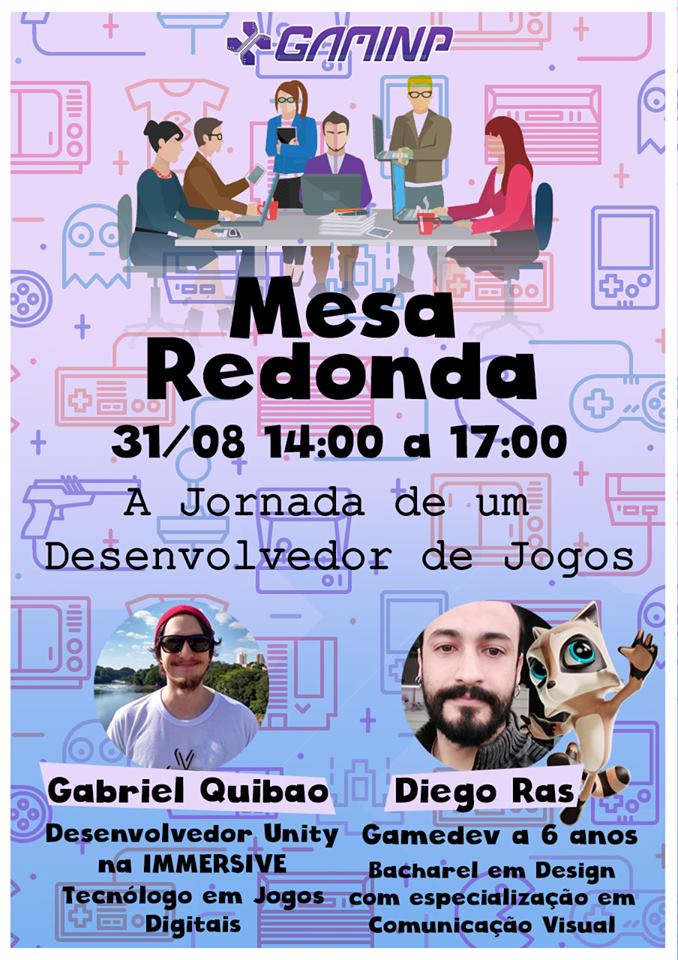 GAMINP
Mesa
Redonda
31/08 14:00 a 17:00
A Jornada de um
Desenvolvedor de Jogos
Gabriel Quibao
Desenvolvedor Unity
na IMMERSIVE
Tecnólogo em Jogos
Digitais
Diego Ras
Gamedev a 6 anos
Bacharel em Design
com especialização em
Comunicação Visual